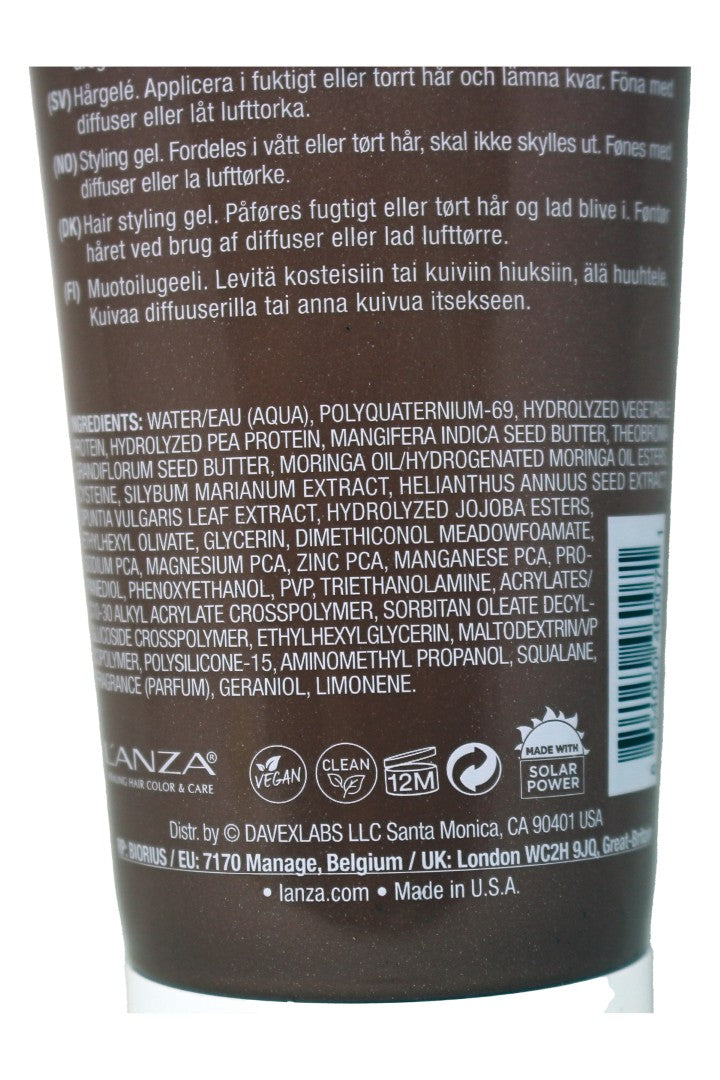 (SV) Hårgelé. Applicera i fuktigt eller torrt hår och lämna kvar. Föna med
diffuser eller låt lufttorka.
(NO) Styling gel. Fordeles i vått eller tørt hår, skal ikke skylles ut. Fønes med
diffuser eller la lufttørke.
(DK) Hair styling gel. Påføres fugtigt eller tørt hår og lad blive i. Føntør
håret ved brug af diffuser eller lad lufttørre.
(FI) Muotoilugeeli. Levitä kosteisiin tai kuiviin hiuksiin, älä huuhtele.
Kuivaa diffuuserilla tai anna kuivua itsekseen.
INGREDIENTS: WATER/EAU (AQUA), POLYQUATERNIUM-69, HYDROLYZED VEGETABLE
PROTEIN, HYDROLYZED PEA PROTEIN, MANGIFERA INDICA SEED BUTTER, THEOBROMA
GRANDIFLORUM SEED BUTTER, MORINGA OIL/HYDROGENATED MORINGA OIL ESTERS,
SILYBUM MARIANUM EXTRACT, HELIANTHUS ANNUUS SEED EXTRACT,
VULGARIS LEAF EXTRACT, HYDROLYZED JOJOBA ESTERS,
OLIVATE, GLYCERIN, DIMETHICONOL MEADOWFOAMATE,
PCA, MAGNESIUM PCA, ZINC PCA, MANGANESE PCA, PRO-
PHENOXYETHANOL, PVP, TRIETHANOLAMINE, ACRYLATES/
-30 ALKYL ACRYLATE CROSSPOLYMER, SORBITAN OLEATE DECYL-
CROSSPOLYMER, ETHYLHEXYLGLYCERIN, MALTODEXTRIN/VP
POLYSILICONE-15, AMINOMETHYL PROPANOL, SQUALANE,
FRAGRANCE (PARFUM), GERANIOL, LIMONENE.
L'ANZA®
HEALING HAIR COLOR & CARE
VEGAN
CLEAN
12M
MADE WITH
SOLAR
POWER
Distr. by © DAVEXLABS LLC Santa Monica, CA 90401 USA
BIORIUS / EU: 7170 Manage, Belgium / UK: London WC2H 9JQ, Great-Britain
• lanza.com • Made in U.S.A.